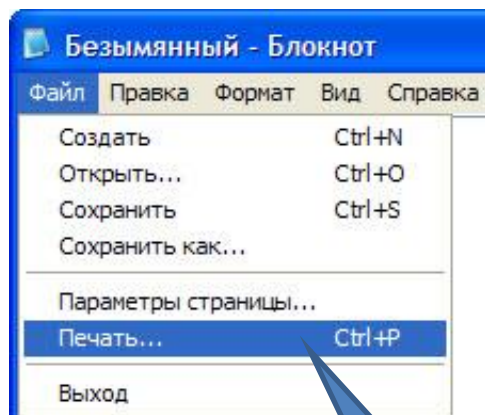 Безымянный - Блокнот
Файл Правка Формат Вид Справка
Создать Ctrl+N
Открыть... Ctrl+O
Сохранить Ctrl+S
Сохранить как...
Параметры страницы...
Печать... Ctrl+P
Выход